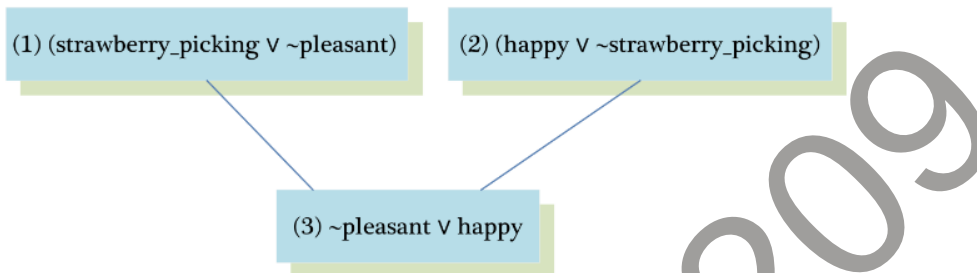 (1) (strawberry_picking ∨ ~pleasant)
(2) (happy ∨ ~strawberry_picking)
(3) ~pleasant ∨ happy